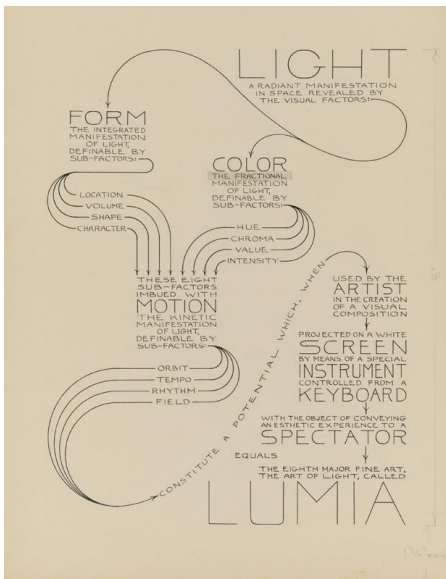 LIGHT
A RADIANT MANIFESTATION
IN SPACE REVEALED BY
THE VISUAL FACTORS:
FORM
THE INTEGRATED
MANIFESTATION
OF LIGHT,
DEFINABLE BY
SUB-FACTORS:
COLOR
THE FRACTIONAL
MANIFESTATION
OF LIGHT,
DEFINABLE BY
SUB-FACTORS:
LOCATION
VOLUME
SHAPE
CHARACTER
HUE
CHROMA
VALUE
INTENSITY
THESE EIGHT
SUB-FACTORS
IMBUED WITH
MOTION
THE KINETIC
MANIFESTATION
OF LIGHT,
DEFINABLE BY
SUB-FACTORS:
ORBIT
TEMPO
RHYTHM
FIELD
CONSTITUTE A POTENTIAL WHICH, WHEN
USED BY THE
ARTIST
IN THE CREATION
OF A VISUAL
COMPOSITION
PROJECTED ON A WHITE
SCREEN
BY MEANS OF A SPECIAL
INSTRUMENT
CONTROLLED FROM A
KEYBOARD
WITH THE OBJECT OF CONVEYING
AN ESTHETIC EXPERIENCE TO A
SPECTATOR
EQUALS
THE EIGHTH MAJOR FINE ART;
THE ART OF LIGHT, CALLED
LUMIA